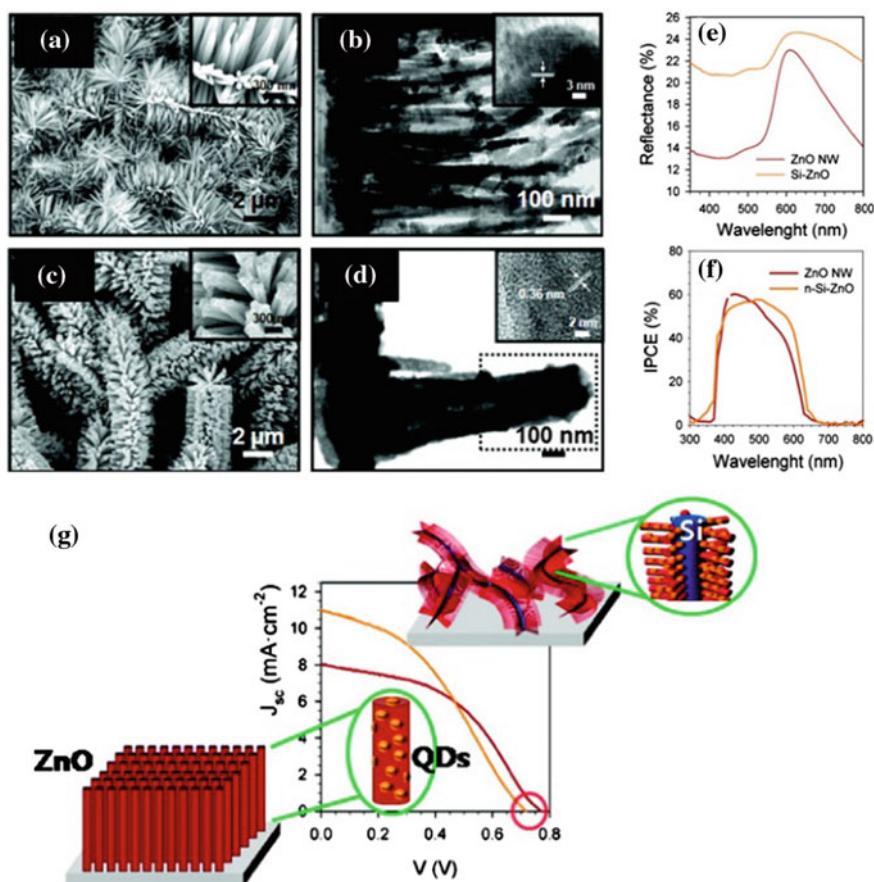 (a)
300 nm
2 µm
(b)
3 nm
100 nm
(e)
Reflectance (%)
26
24
22
20
18
16
14
12
10
ZnO NW
Si-ZnO
400 500 600 700 800
Wavelenght (nm)
(c)
300 nm
2 µm
(d)
0.36 nm
2 nm
100 nm
(f)
IPCE (%)
80
60
40
20
0
ZnO NW
n-Si-ZnO
300 400 500 600 700 800
Wavelenght (nm)
(g)
Si
J_sc (mA·cm⁻²)
12
10
8
6
4
2
0
ZnO
QDs
0.0 0.2 0.4 0.6 0.8
V (V)